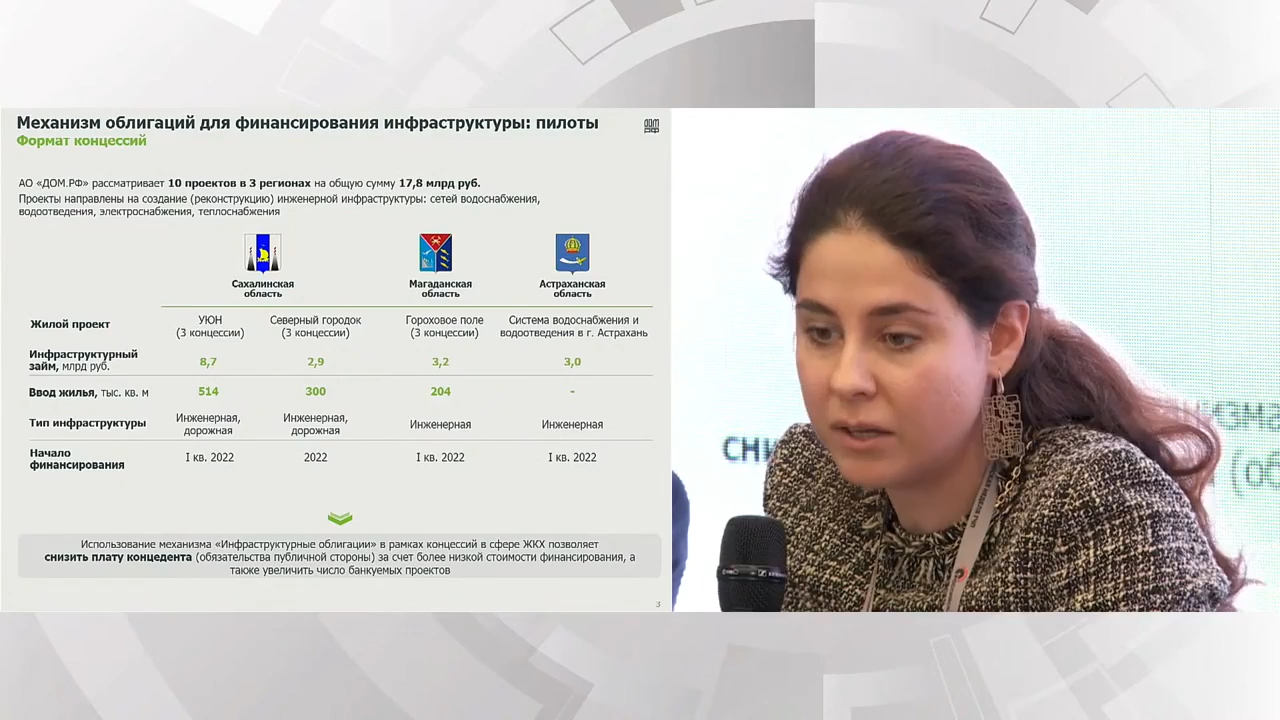 Механизм облигаций для финансирования инфраструктуры: пилоты
Формат концессий
ДОМ
РФ
АО «ДОМ.РФ» рассматривает 10 проектов в 3 регионах на общую сумму 17,8 млрд руб.
Проекты направлены на создание (реконструкцию) инженерной инфраструктуры: сетей водоснабжения,
водоотведения, электроснабжения, теплоснабжения
Сахалинская
область
Магаданская
область
Астраханская
область
Жилой проект
УЮН
(3 концессии)
Северный городок
(3 концессии)
Гороховое поле
(3 концессии)
Система водоснабжения и
водоотведения в г. Астрахань
Инфраструктурный
займ, млрд руб.
8,7
2,9
3,2
3,0
Ввод жилья, тыс. кв. м
514
300
204
-
Тип инфраструктуры
Инженерная,
дорожная
Инженерная,
дорожная
Инженерная
Инженерная
Начало
финансирования
I кв. 2022
2022
I кв. 2022
I кв. 2022
Использование механизма «Инфраструктурные облигации» в рамках концессий в сфере ЖКХ позволяет
снизить плату концедента (обязательства публичной стороны) за счет более низкой стоимости финансирования, а
также увеличить число банкуемых проектов
3